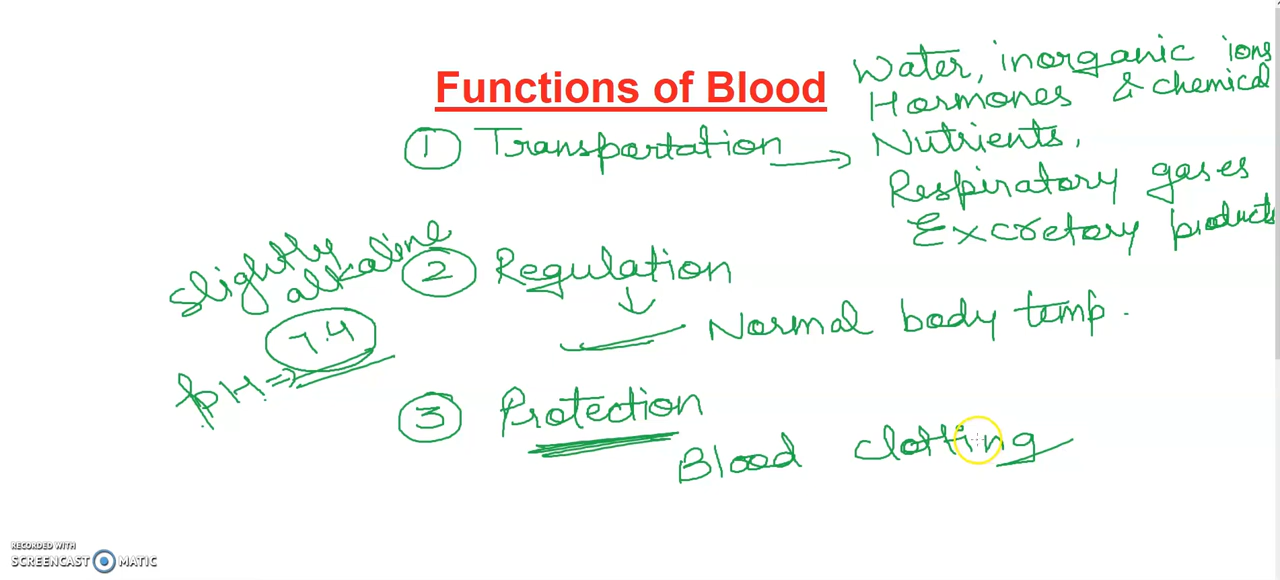 Functions of Blood
① Transportation →
Water, inorganic ions
& chemical
Hormones
Nutrients,
Respiratory gases
Excretory products
② Regulation
Normal body temp.
slightly
alkaline
7.4
pH ⇒
③ Protection
Blood clotting
RECORDED WITH
SCREENCAST MATIC